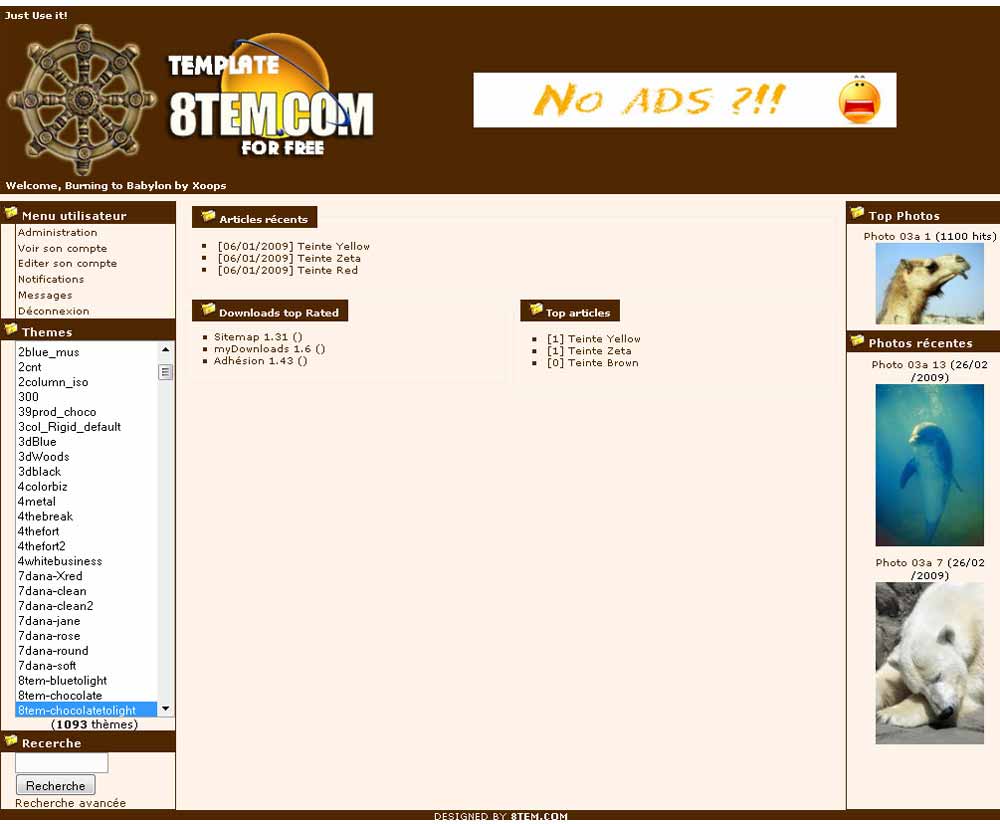 Just Use it!
TEMPLATE
8TEM.COM
FOR FREE
No ADS ?!!
Welcome, Burning to Babylon by Xoops
Menu utilisateur
Administration
Voir son compte
Editer son compte
Notifications
Messages
Déconnexion
Themes
2blue_mus
2cnt
2column_iso
300
39prod_choco
3col_Rigid_default
3dBlue
3dWoods
3dblack
4colorbiz
4metal
4thebreak
4thefort
4thefort2
4whitebusiness
7dana-Xred
7dana-clean
7dana-clean2
7dana-jane
7dana-rose
7dana-round
7dana-soft
8tem-bluetolight
8tem-chocolate
8tem-chocolatetolight
(1093 thèmes)
Recerche
Recherche
Recherche avancée
Articles récents
[06/01/2009] Teinte Yellow
[06/01/2009] Teinte Zeta
[06/01/2009] Teinte Red
Downloads top Rated
Sitemap 1.31 ()
myDownloads 1.6 ()
Adhésion 1.43 ()
Top articles
[1] Teinte Yellow
[1] Teinte Zeta
[0] Teinte Brown
Top Photos
Photo 03a 1 (1100 hits)
Photos récentes
Photo 03a 13 (26/02
/2009)
Photo 03a 7 (26/02
/2009)
DESIGNED BY 8TEM.COM